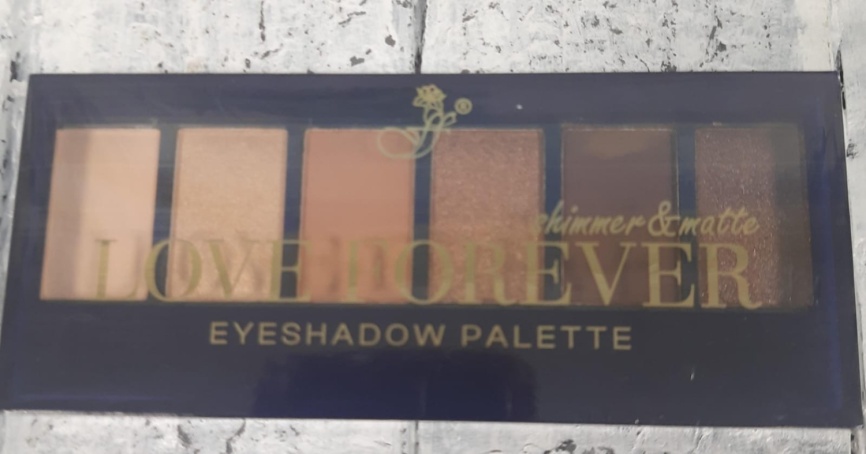 ®
shimmer & matte
LOVE FOREVER
EYESHADOW PALETTE